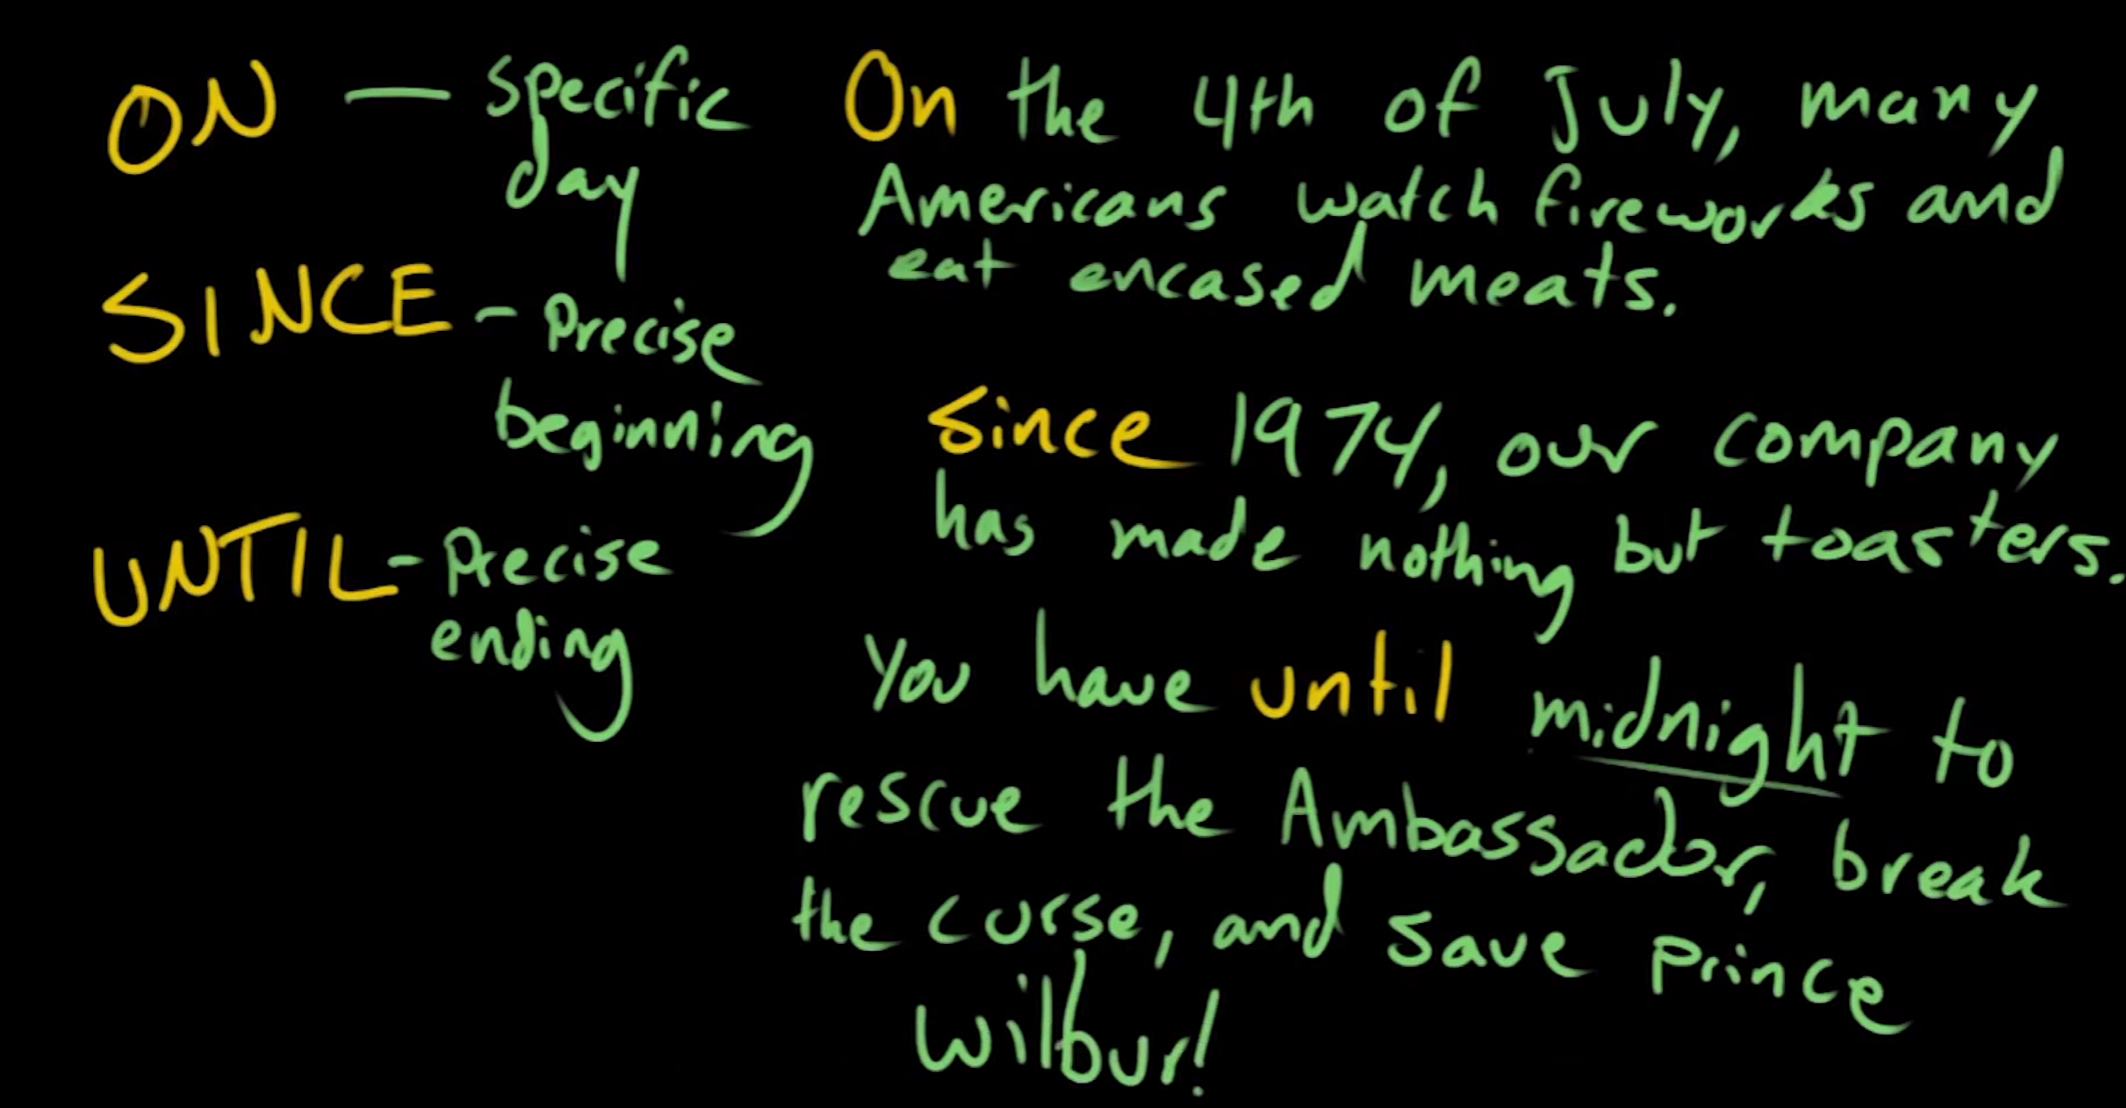 ON — specific
day
SINCE - Precise
beginning
UNTIL - Precise
ending
On the 4th of July, many
Americans watch fireworks and
eat encased meats.
Since 1974, our company
has made nothing but toasters.
You have until midnight to
rescue the Ambassador, break
the curse, and save prince
Wilbur!